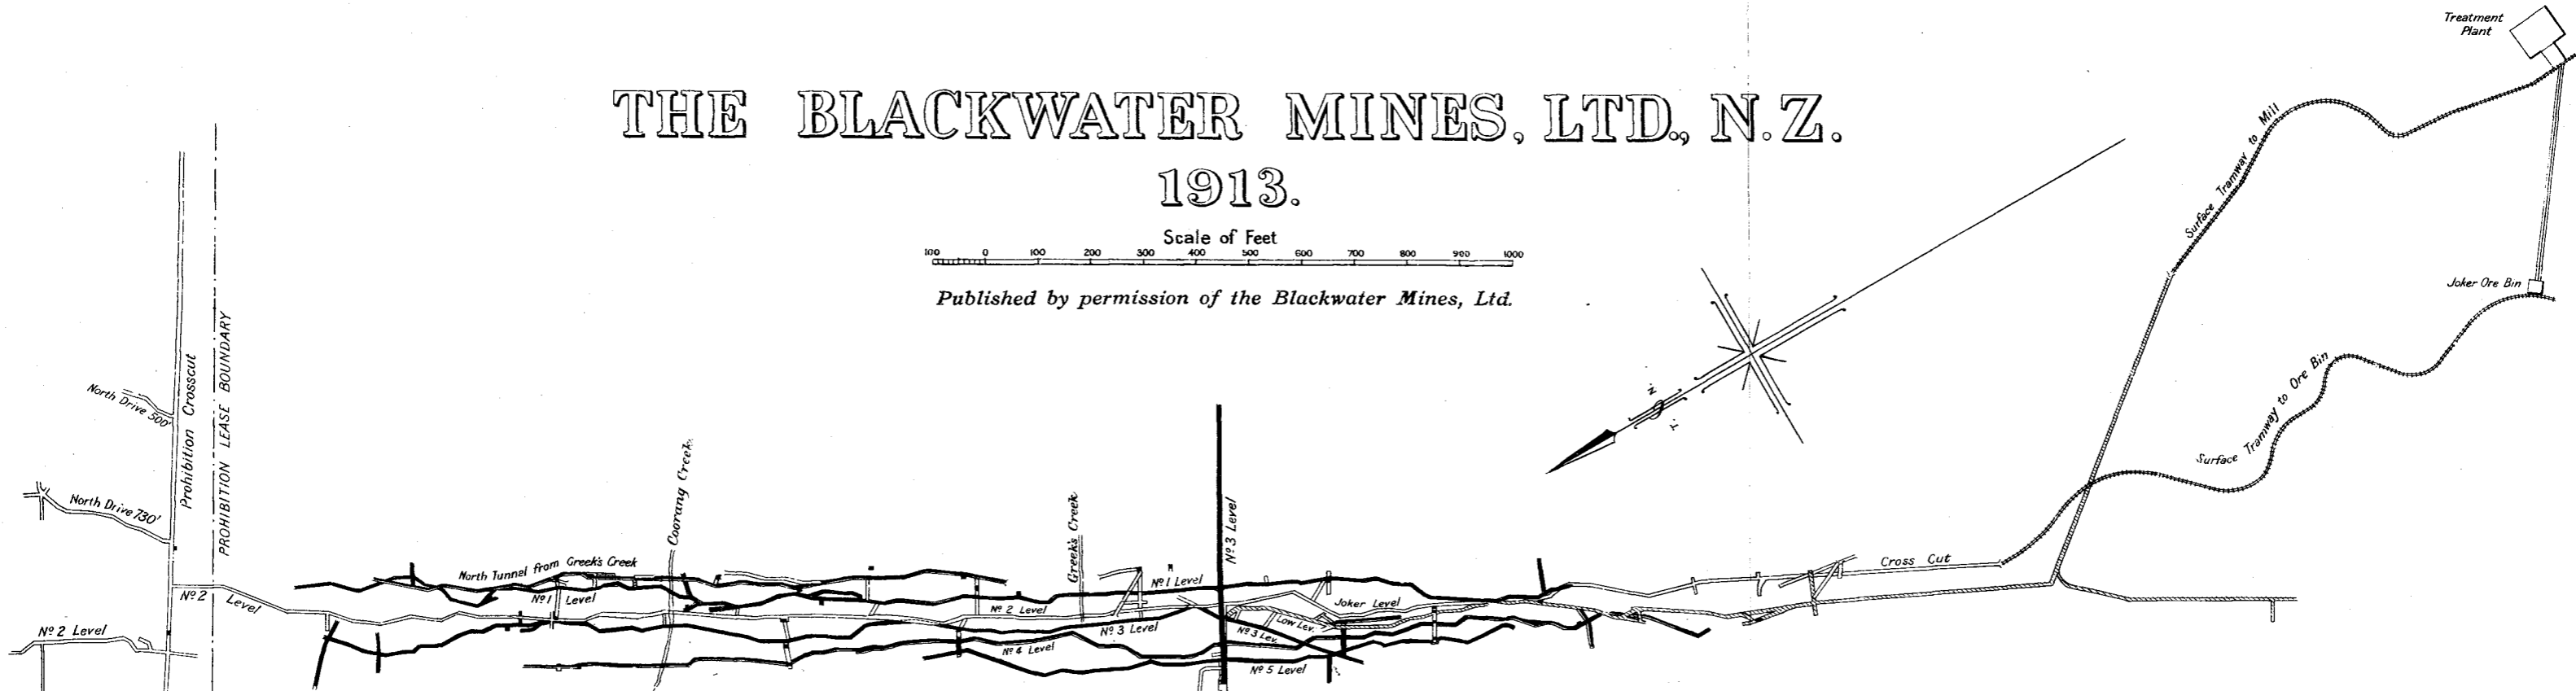 THE BLACKWATER MINES, LTD., N.Z.
1913.
Scale of Feet
100 0 100 200 300 400 500 600 700 800 900 1000
Published by permission of the Blackwater Mines, Ltd.
Treatment
Plant
Surface Tramway to Mill
Joker Ore Bin
Surface Tramway to Ore Bin
North Drive 500'
Prohibition Crosscut
PROHIBITION LEASE BOUNDARY
North Drive 730'
Coorang Creek
Greek's Creek
Nº 3 Level
North Tunnel from Greek's Creek
Nº 1 Level
Cross Cut
Nº 2 Level
Nº 1 Level
Nº 2 Level
Joker Level
Low Lev.
Nº 2 Level
Nº 3 Level
Nº 3 Lev.
Nº 4 Level
Nº 5 Level